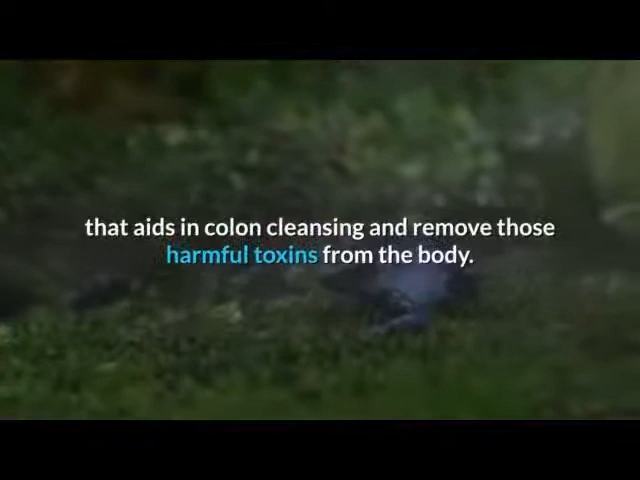 that aids in colon cleansing and remove those
harmful toxins from the body.